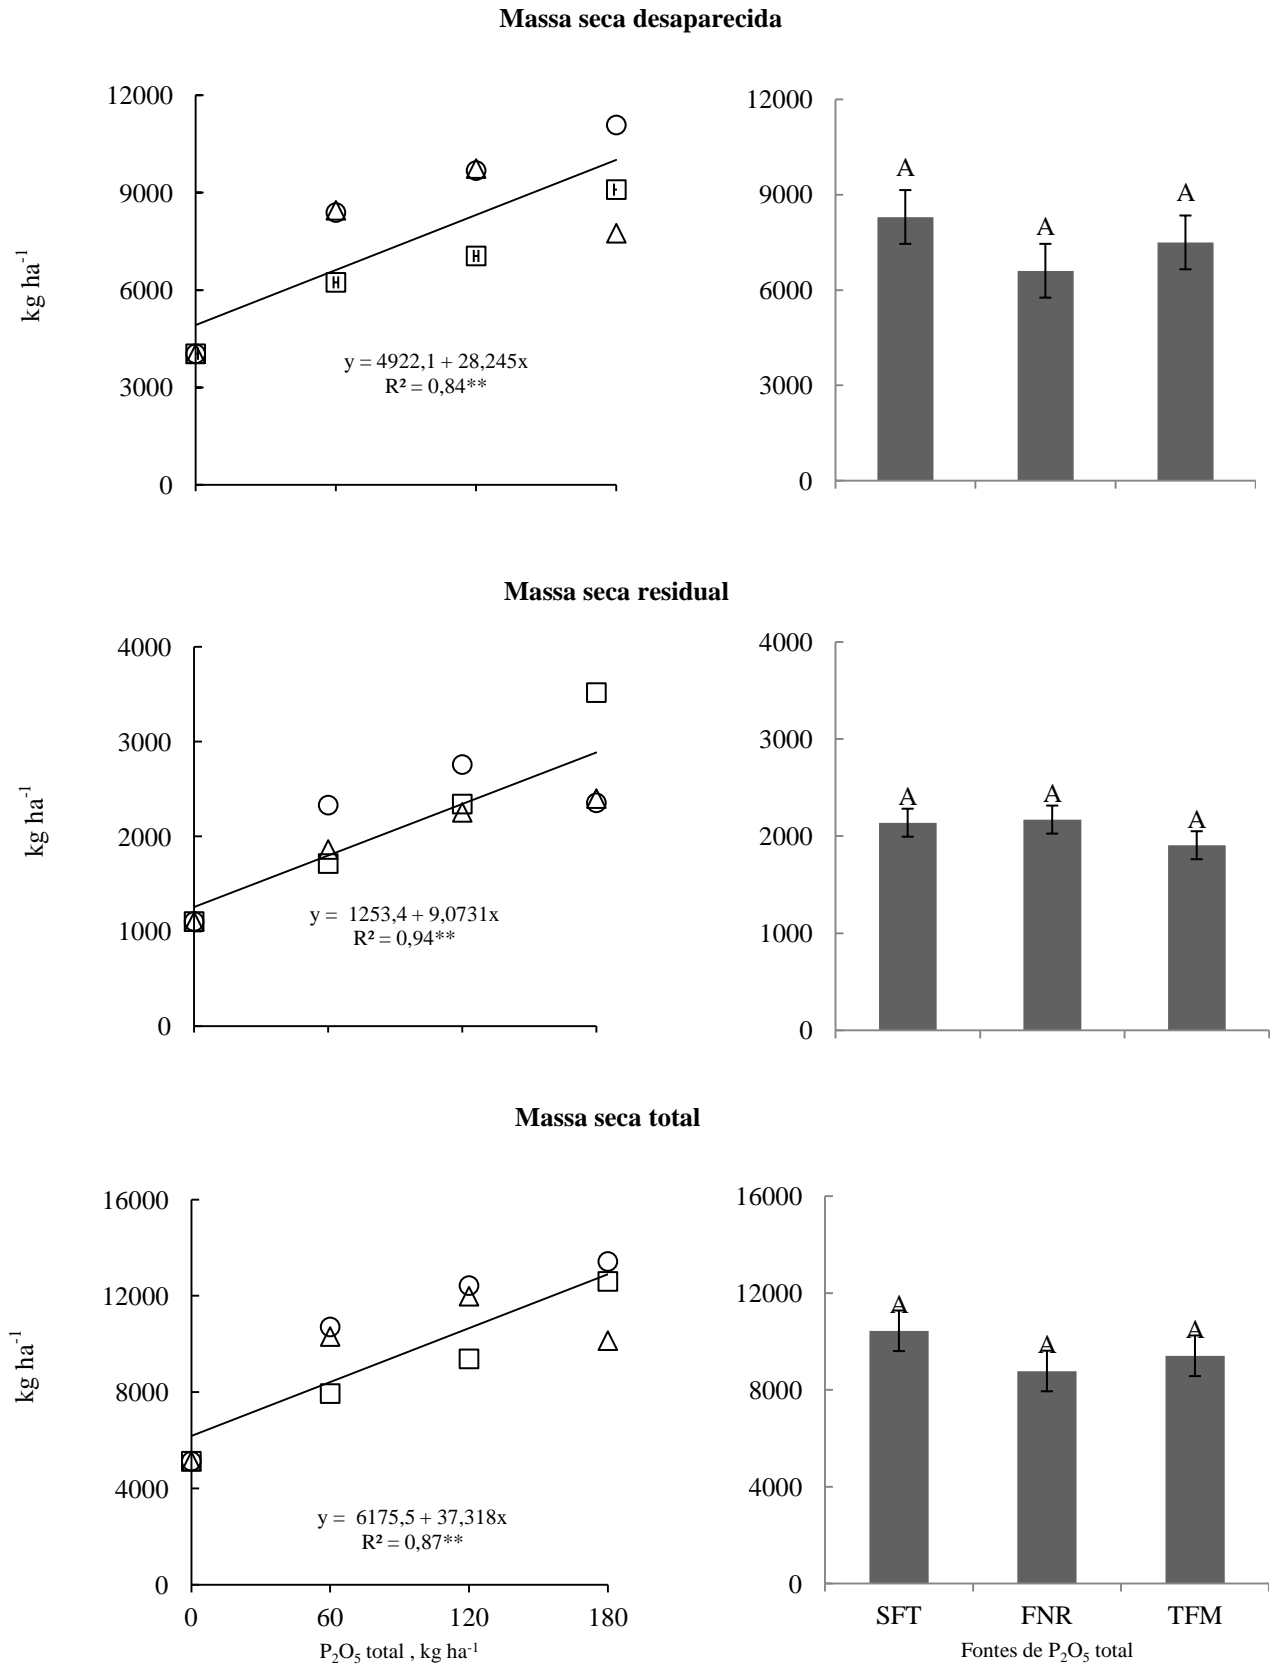 Massa seca desaparecida
12000
9000
6000
3000
0
kg ha-1
y = 4922,1 + 28,245x
R² = 0,84**
12000
9000
6000
3000
0
A
A
A
Massa seca residual
4000
3000
2000
1000
0
kg ha-1
y = 1253,4 + 9,0731x
R² = 0,94**
4000
3000
2000
1000
0
A
A
A
Massa seca total
16000
12000
8000
4000
0
kg ha-1
y = 6175,5 + 37,318x
R² = 0,87**
0 60 120 180
P2O5 total , kg ha-1
16000
12000
8000
4000
0
A
A
A
SFT FNR TFM
Fontes de P2O5 total